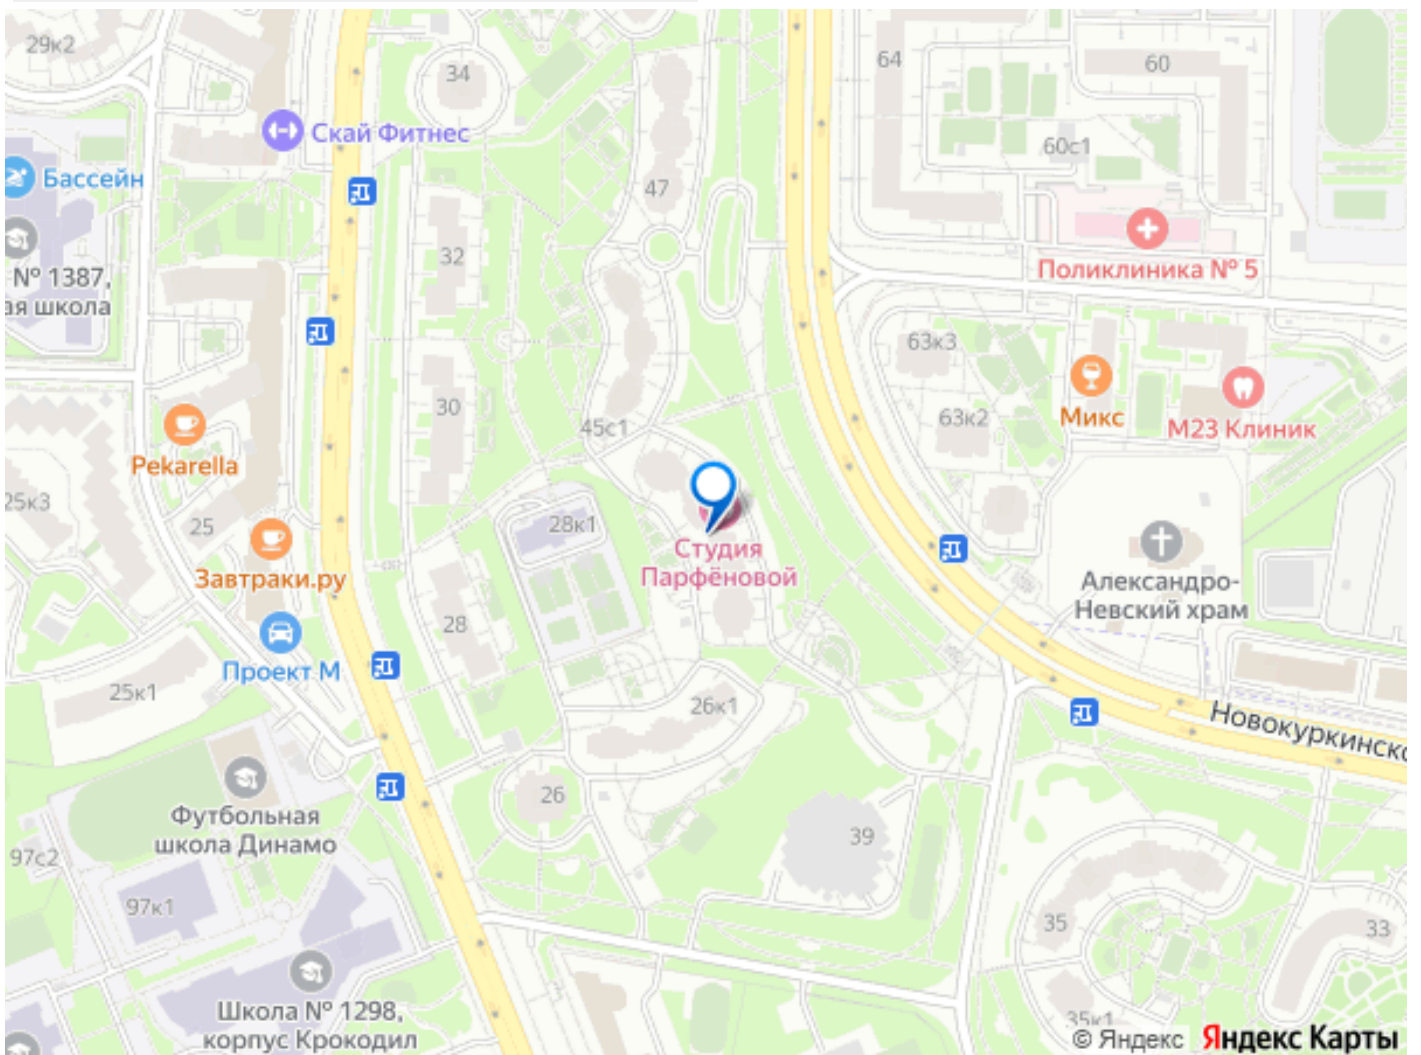 29к2
34
64
60
Скай Фитнес
60с1
Бассейн
47
№ 1387,
ая школа
32
Поликлиника № 5
63к3
30
45с1
63к2
Микс
М23 Клиник
Pekarella
25к3
25
28к1
Студия
Парфёновой
Завтраки.ру
Александро-
Невский храм
28
Проект М
25к1
26к1
Новокуркинско
26
Футбольная
школа Динамо
39
97с2
97к1
35
33
Школа № 1298,
корпус Крокодил
35к1
© Яндекс Яндекс Карты